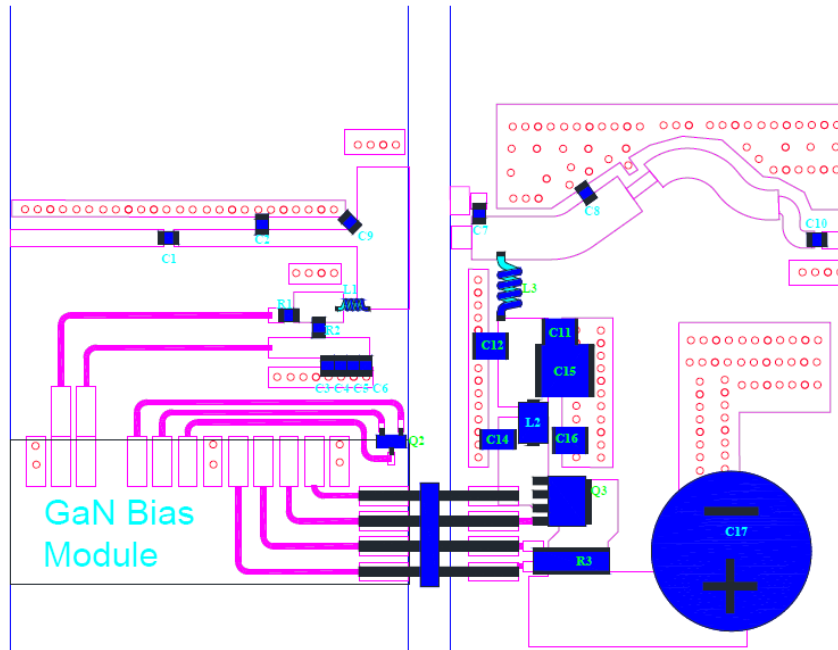 C8
C9
C2
C7
C10
C1
L1
L3
R1
R2
C11
C12
C15
C3 C4 C5 C6
L2
C14
C16
Q2
Q3
GaN Bias
Module
C17
R3